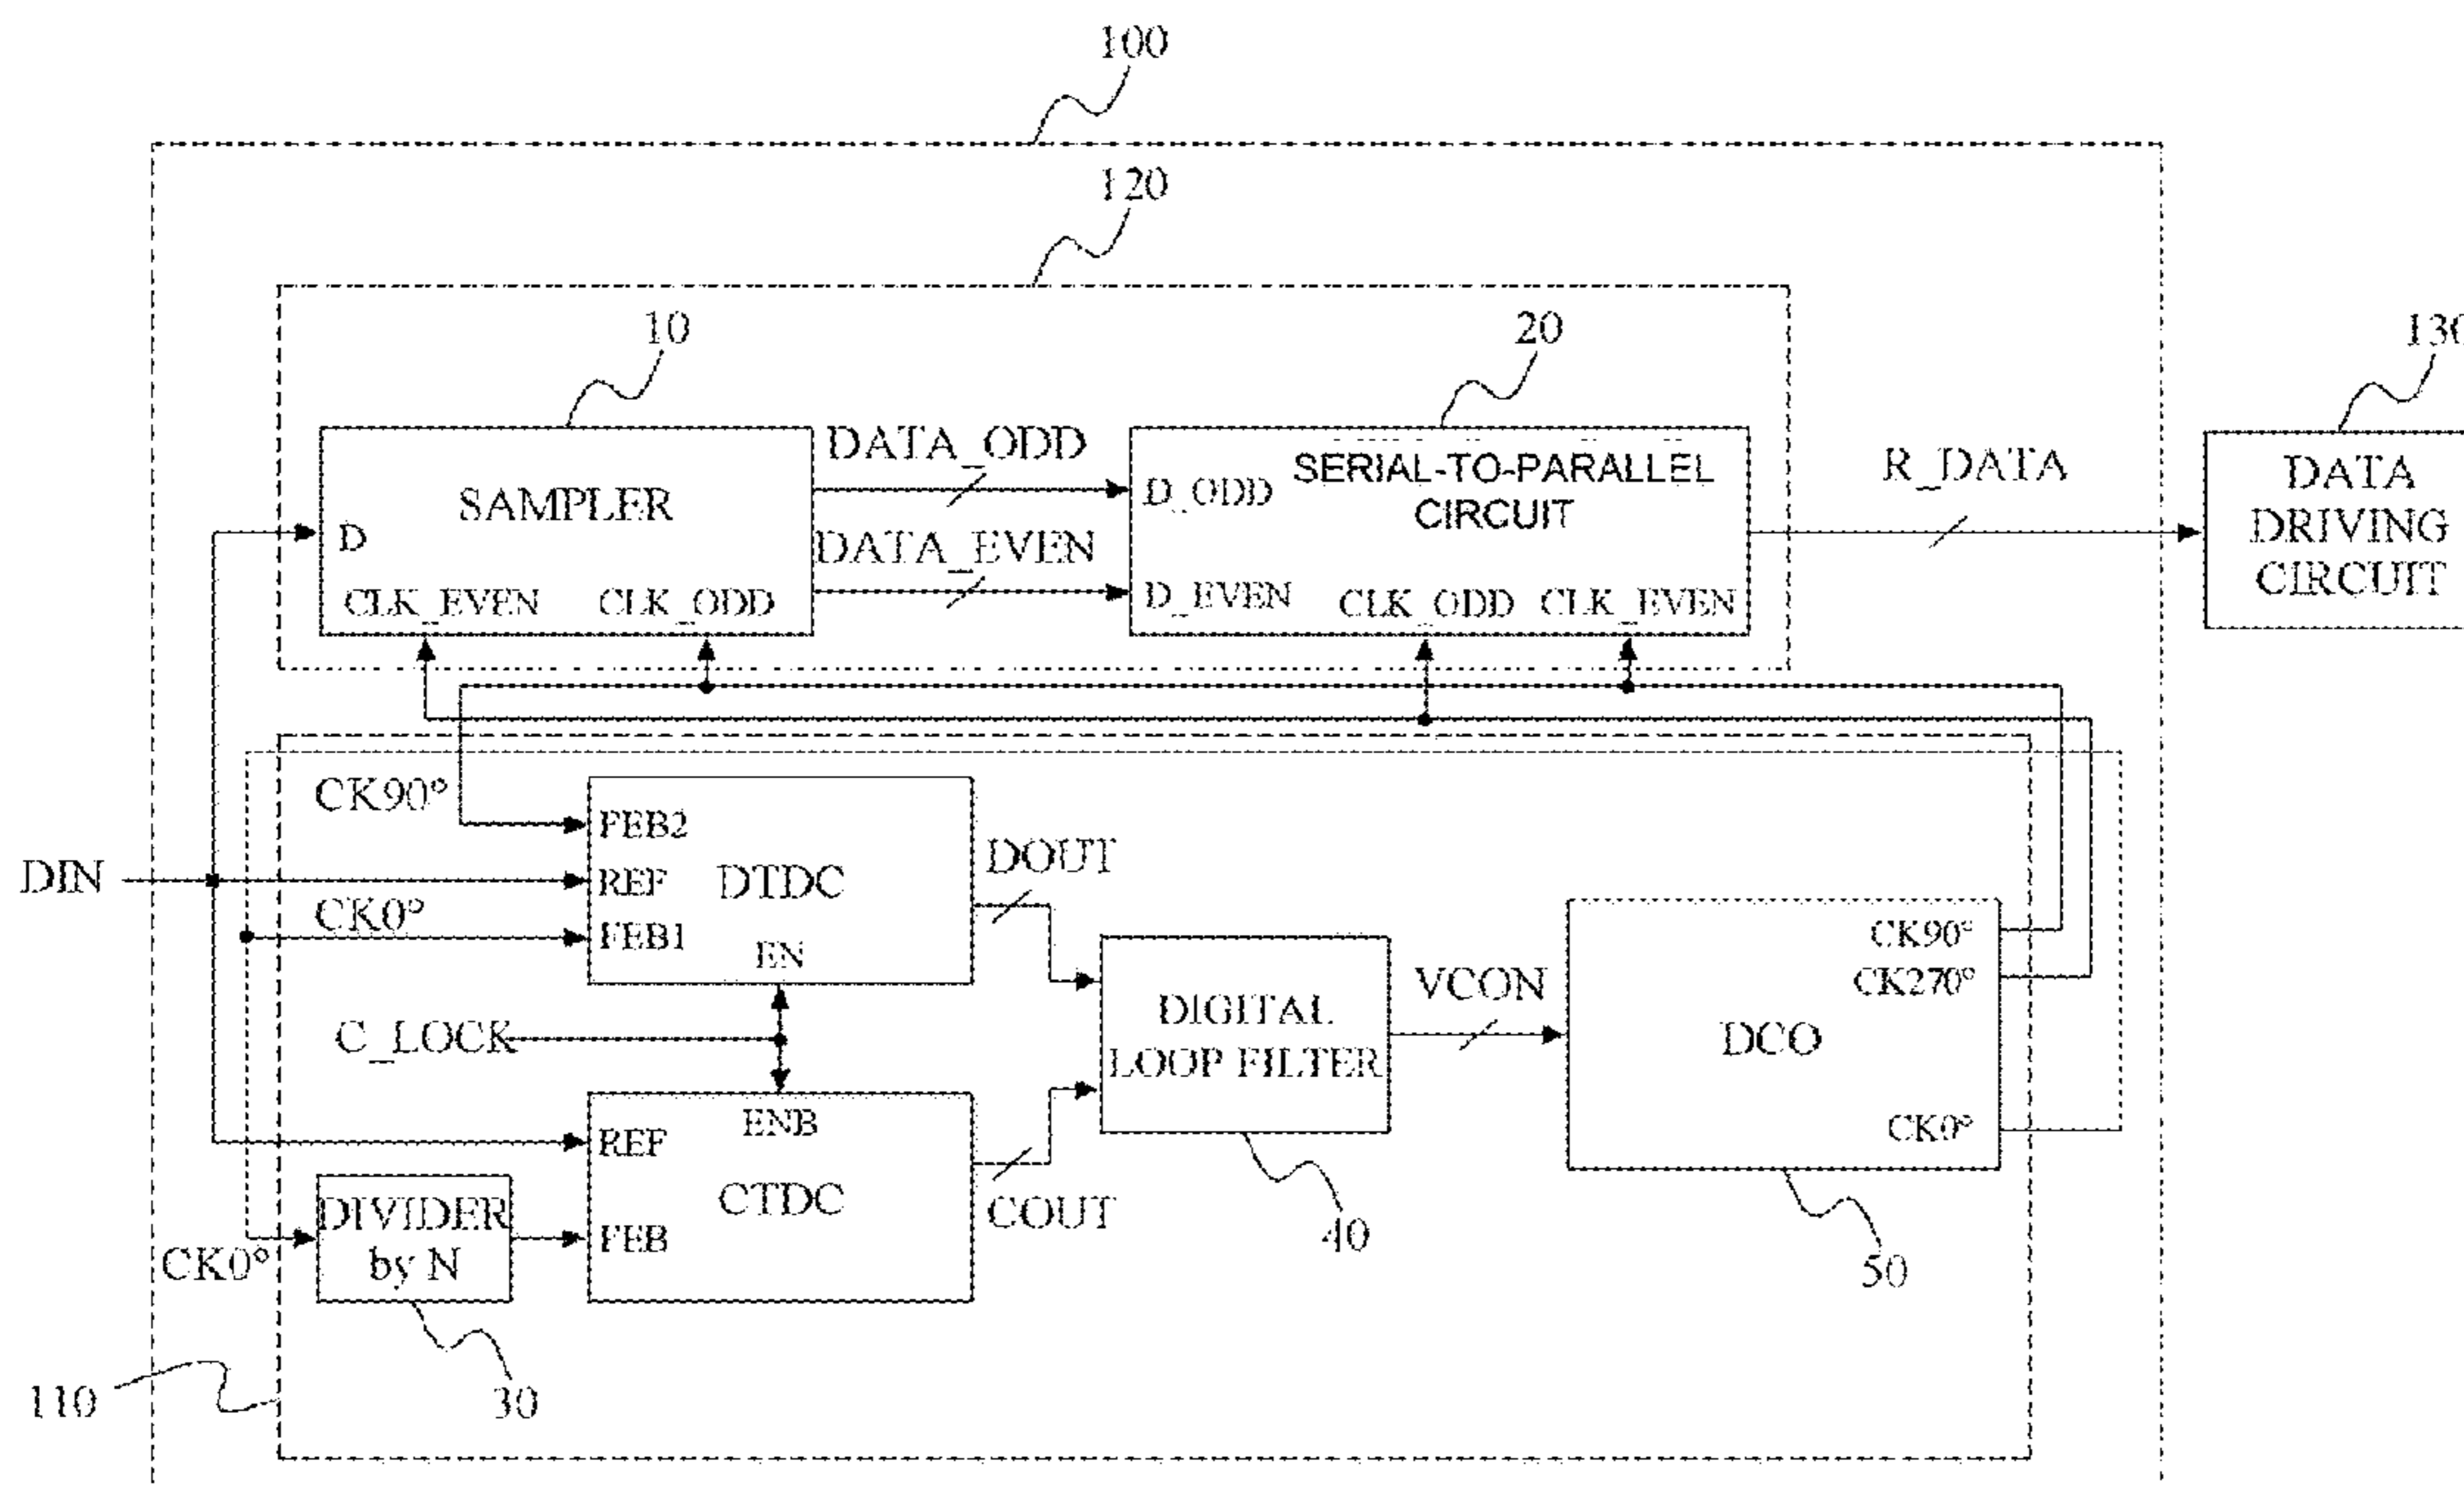 100
120
10
20
130
DATA_ODD
SAMPLER
D
CLK_EVEN
CLK_ODD
DATA_EVEN
D_ODD
SERIAL-TO-PARALLEL
CIRCUIT
D_EVEN
CLK_ODD
CLK_EVEN
R_DATA
DATA
DRIVING
CIRCUIT
CK90°
FEB2
DIN
REF
DTDC
DOUT
CK0°
FEB1
EN
C_LOCK
DIGITAL
LOOP FILTER
VCON
CK90°
CK270°
DCO
CK0°
ENB
REF
CTDC
COUT
FEB
DIVIDER
by N
CK0°
40
50
110
30